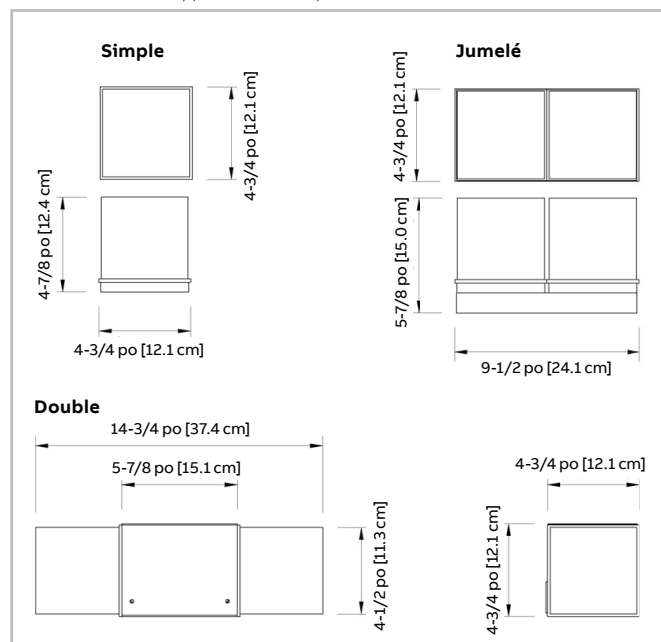 Simple
4-3/4 po [12.1 cm]
4-7/8 po [12.4 cm]
4-3/4 po [12.1 cm]
Jumelé
4-3/4 po [12.1 cm]
5-7/8 po [15.0 cm]
9-1/2 po [24.1 cm]
Double
14-3/4 po [37.4 cm]
5-7/8 po [15.1 cm]
4-1/2 po [11.3 cm]
4-3/4 po [12.1 cm]
4-3/4 po [12.1 cm]